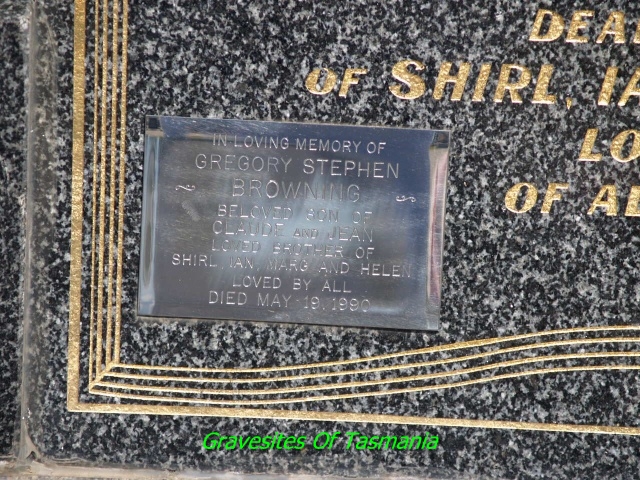 DEAR
OF SHIRL, IA
LO
OF AL
IN LOVING MEMORY OF
GREGORY STEPHEN
BROWNING
BELOVED SON OF
CLAUDE AND JEAN
LOVED BROTHER OF
SHIRL, IAN, MARG AND HELEN
LOVED BY ALL
DIED MAY 19, 1990
Gravesites Of Tasmania